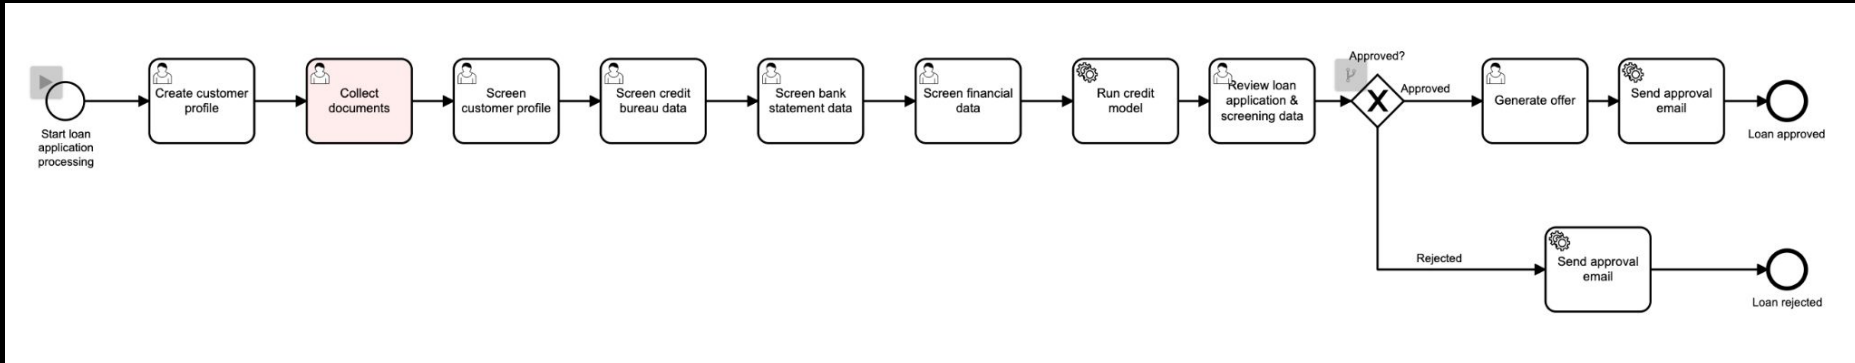 Start loan
application
processing
Create customer
profile
Collect
documents
Screen
customer profile
Screen credit
bureau data
Screen bank
statement data
Screen financial
data
Run credit
model
Review loan
application &
screening data
Approved?
X
Approved
Generate offer
Send approval
email
Loan approved
Rejected
Send approval
email
Loan rejected